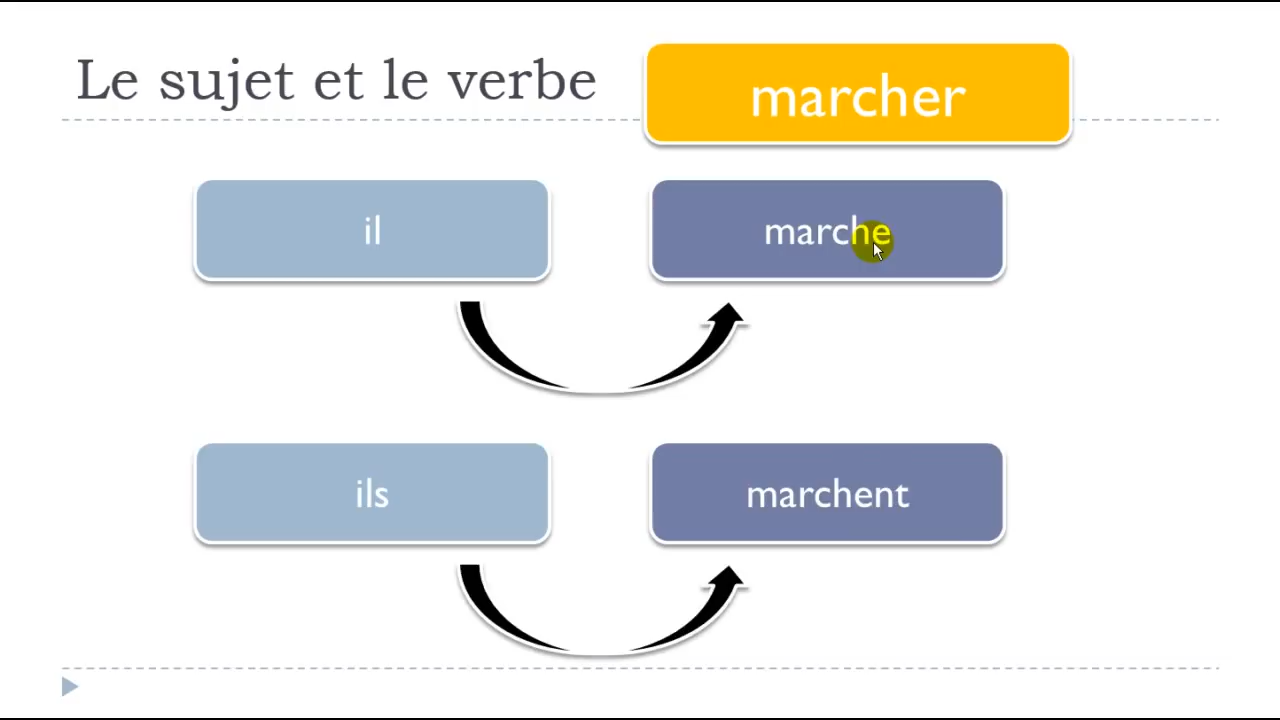 Le sujet et le verbe
marcher
il
marche
ils
marchent